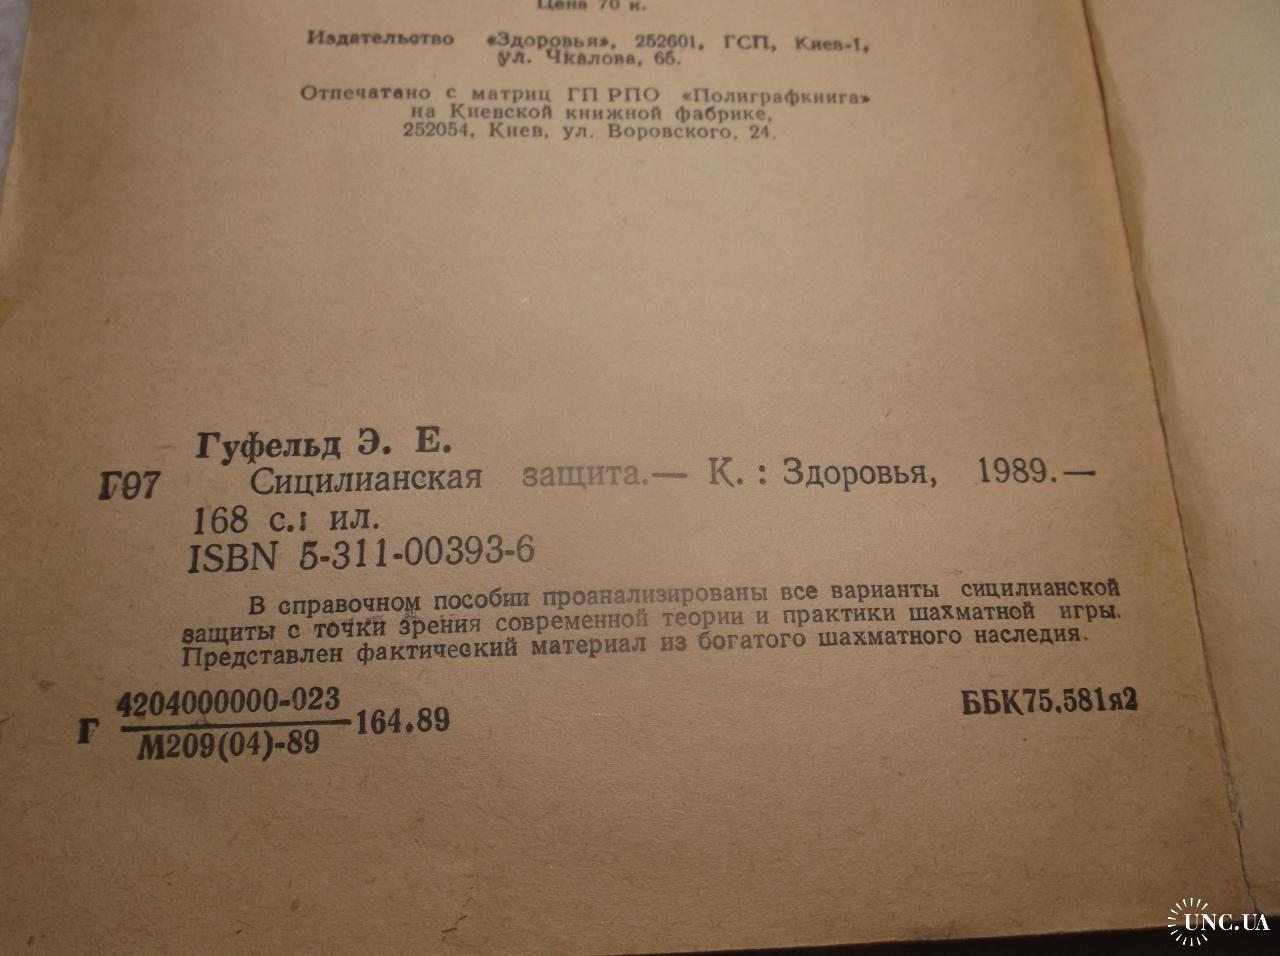 Цена 70 к.
Издательство «Здоровья», 252601, ГСП, Киев-1,
ул. Чкалова, 65.
Отпечатано с матриц ГП РПО «Полиграфкнига»
на Киевской книжной фабрике,
252054, Киев, ул. Воровского, 24.
Гуфельд Э. Е.
Г97 Сицилианская защита.— К. : Здоровья, 1989.—
168 с.: ил.
ISBN 5-311-00393-6
В справочном пособии проанализированы все варианты сицилианской
защиты с точки зрения современной теории и практики шахматной игры.
Представлен фактический материал из богатого шахматного наследия.
4204000000-023
Г 164.89 ББК75.581я2
М209(04)-89
UNC.UA